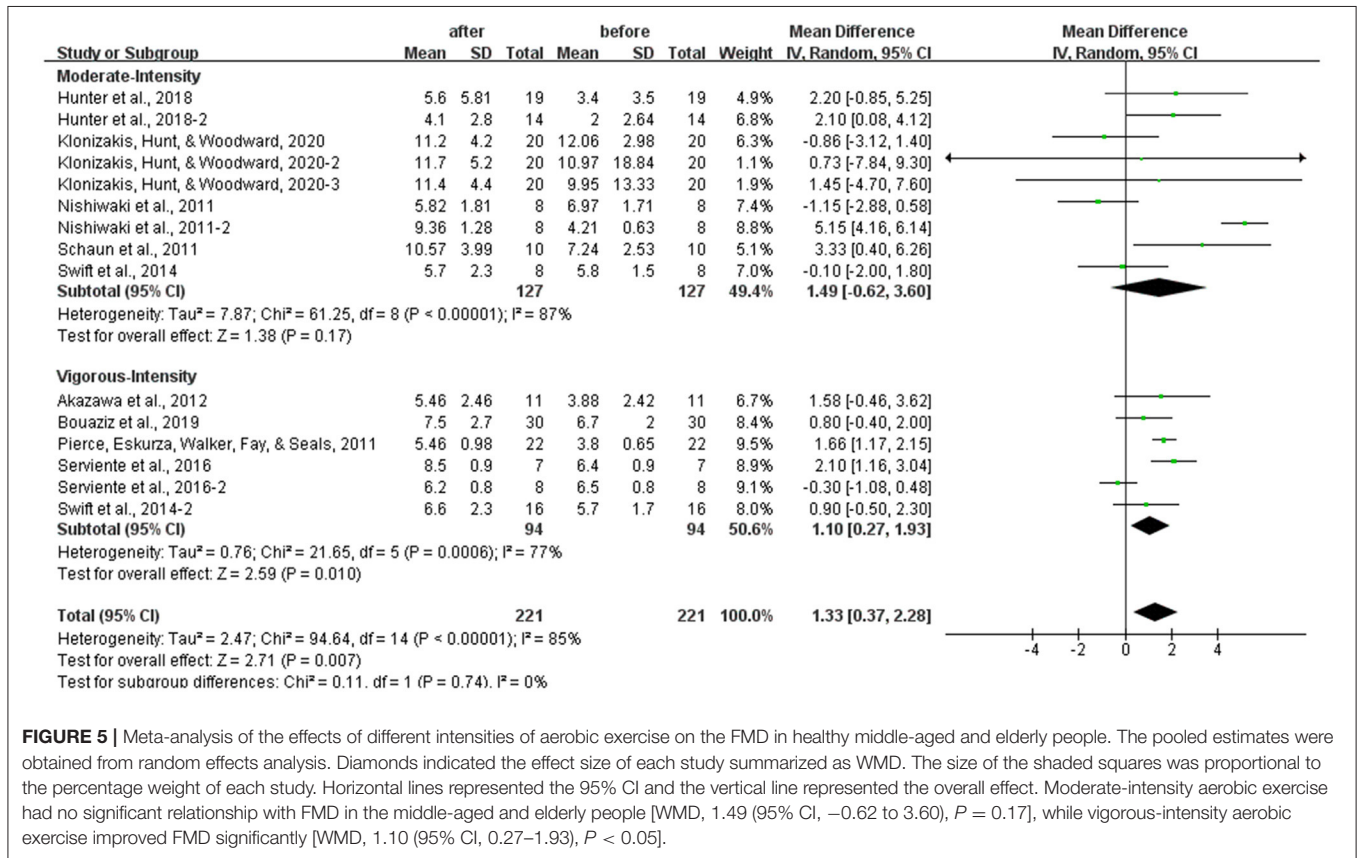 after before Mean Difference Mean Difference
Study or Subgroup Mean SD Total Mean SD Total Weight IV, Random, 95% CI IV, Random, 95% CI
Moderate-Intensity
Hunter et al., 2018 5.6 5.81 19 3.4 3.5 19 4.9% 2.20 [-0.85, 5.25]
Hunter et al., 2018-2 4.1 2.8 14 2 2.64 14 6.8% 2.10 [0.08, 4.12]
Klonizakis, Hunt, & Woodward, 2020 11.2 4.2 20 12.06 2.98 20 6.3% -0.86 [-3.12, 1.40]
Klonizakis, Hunt, & Woodward, 2020-2 11.7 5.2 20 10.97 18.84 20 1.1% 0.73 [-7.84, 9.30]
Klonizakis, Hunt, & Woodward, 2020-3 11.4 4.4 20 9.95 13.33 20 1.9% 1.45 [-4.70, 7.60]
Nishiwaki et al., 2011 5.82 1.81 8 6.97 1.71 8 7.4% -1.15 [-2.88, 0.58]
Nishiwaki et al., 2011-2 9.36 1.28 8 4.21 0.63 8 8.8% 5.15 [4.16, 6.14]
Schaun et al., 2011 10.57 3.99 10 7.24 2.53 10 5.1% 3.33 [0.40, 6.26]
Swift et al., 2014 5.7 2.3 8 5.8 1.5 8 7.0% -0.10 [-2.00, 1.80]
Subtotal (95% CI) 127 127 49.4% 1.49 [-0.62, 3.60]
Heterogeneity: Tau² = 7.87; Chi² = 61.25, df = 8 (P < 0.00001); I² = 87%
Test for overall effect: Z = 1.38 (P = 0.17)
Vigorous-Intensity
Akazawa et al., 2012 5.46 2.46 11 3.88 2.42 11 6.7% 1.58 [-0.46, 3.62]
Bouaziz et al., 2019 7.5 2.7 30 6.7 2 30 8.4% 0.80 [-0.40, 2.00]
Pierce, Eskurza, Walker, Fay, & Seals, 2011 5.46 0.98 22 3.8 0.65 22 9.5% 1.66 [1.17, 2.15]
Serviente et al., 2016 8.5 0.9 7 6.4 0.9 7 8.9% 2.10 [1.16, 3.04]
Serviente et al., 2016-2 6.2 0.8 8 6.5 0.8 8 9.1% -0.30 [-1.08, 0.48]
Swift et al., 2014-2 6.6 2.3 16 5.7 1.7 16 8.0% 0.90 [-0.50, 2.30]
Subtotal (95% CI) 94 94 50.6% 1.10 [0.27, 1.93]
Heterogeneity: Tau² = 0.76; Chi² = 21.65, df = 5 (P = 0.0006); I² = 77%
Test for overall effect: Z = 2.59 (P = 0.010)
Total (95% CI) 221 221 100.0% 1.33 [0.37, 2.28]
Heterogeneity: Tau² = 2.47; Chi² = 94.64, df = 14 (P < 0.00001); I² = 85%
Test for overall effect: Z = 2.71 (P = 0.007)
Test for subgroup differences: Chi² = 0.11, df = 1 (P = 0.74), I² = 0%
-4 -2 0 2 4
FIGURE 5 | Meta-analysis of the effects of different intensities of aerobic exercise on the FMD in healthy middle-aged and elderly people. The pooled estimates were
obtained from random effects analysis. Diamonds indicated the effect size of each study summarized as WMD. The size of the shaded squares was proportional to
the percentage weight of each study. Horizontal lines represented the 95% CI and the vertical line represented the overall effect. Moderate-intensity aerobic exercise
had no significant relationship with FMD in the middle-aged and elderly people [WMD, 1.49 (95% CI, −0.62 to 3.60), P = 0.17], while vigorous-intensity aerobic
exercise improved FMD significantly [WMD, 1.10 (95% CI, 0.27–1.93), P < 0.05].